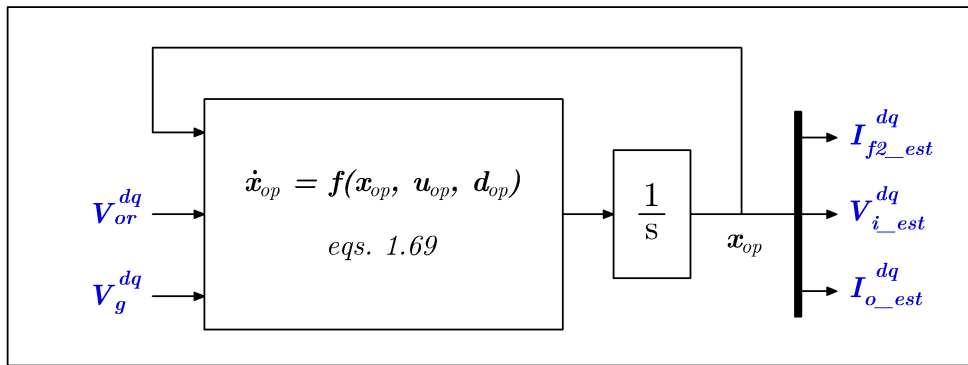 ẋ_op = f(x_op, u_op, d_op)
eqs. 1.69
V_or^dq
V_g^dq
1/s
x_op
I_f2_est^dq
V_i_est^dq
I_o_est^dq